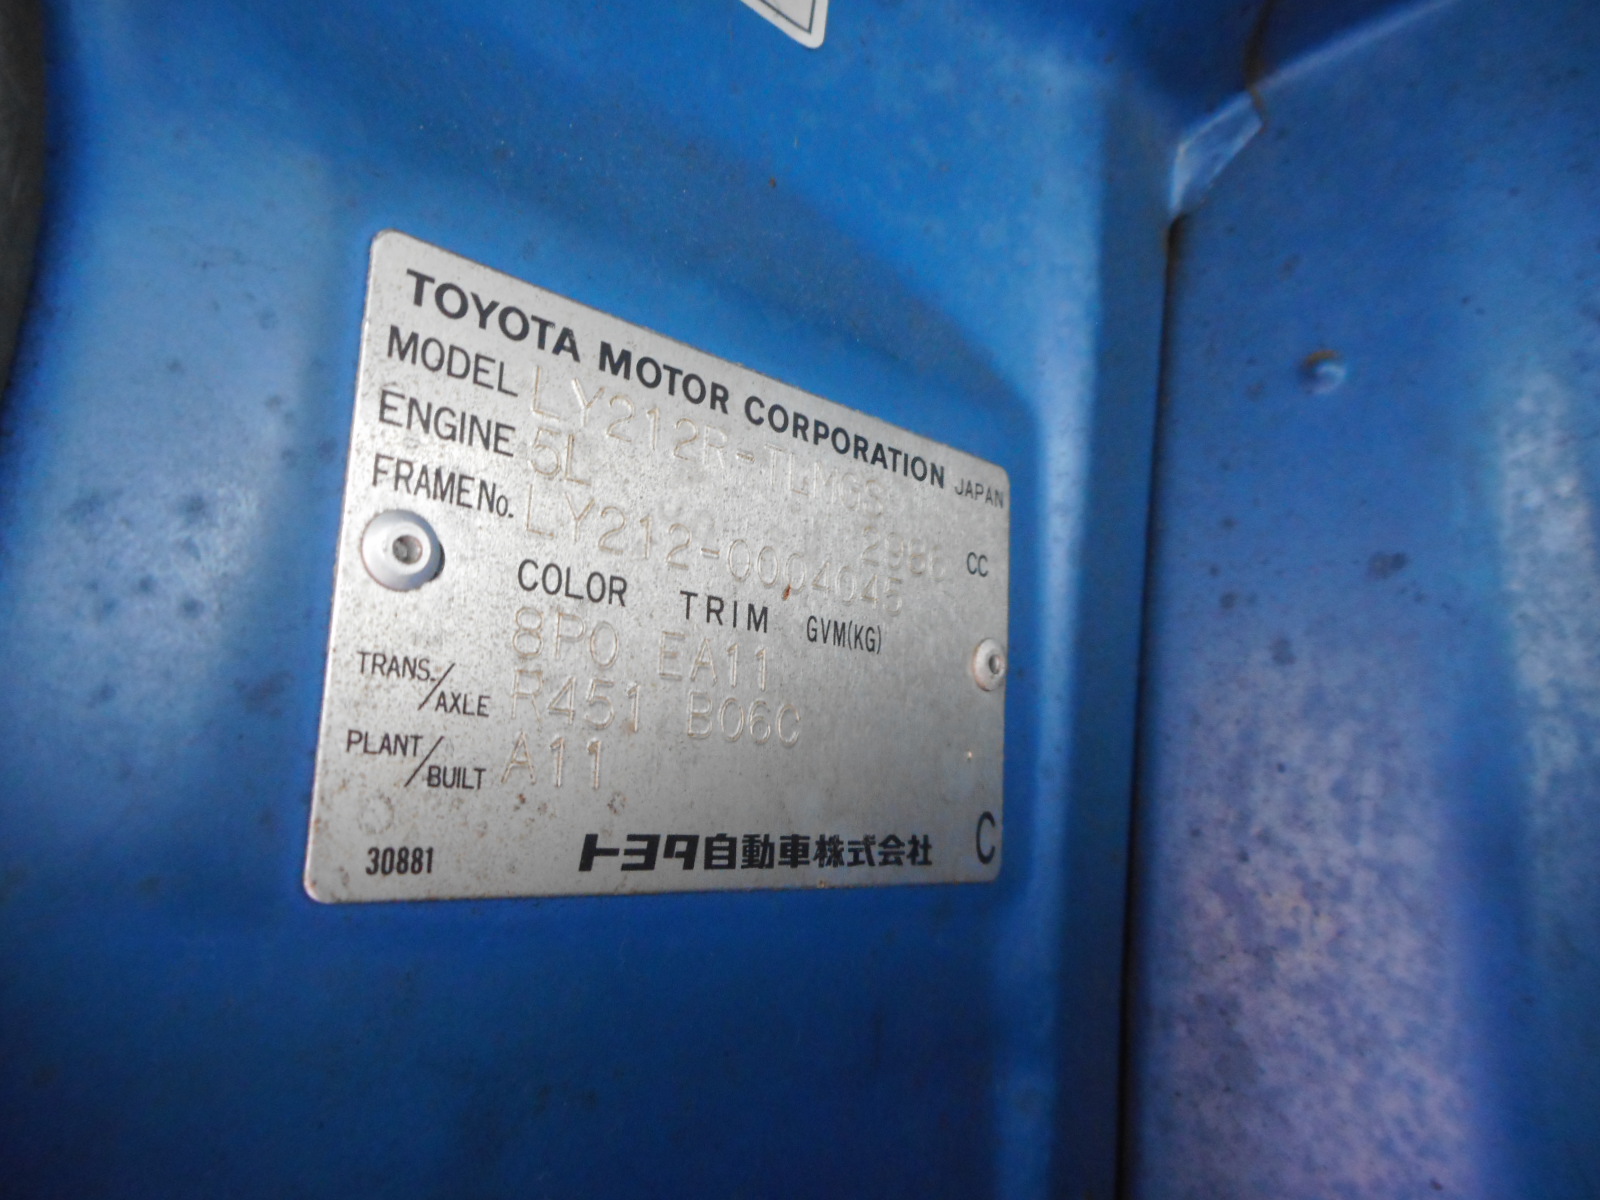 TOYOTA MOTOR CORPORATION JAPAN
MODEL LY212R-TLMGS
ENGINE 5L 2986 CC
FRAME No. LY212-0004045
COLOR TRIM GVM(KG)
8P0 EA11
TRANS./AXLE R451 B06C
PLANT/BUILT A11
30881 トヨタ自動車株式会社 C